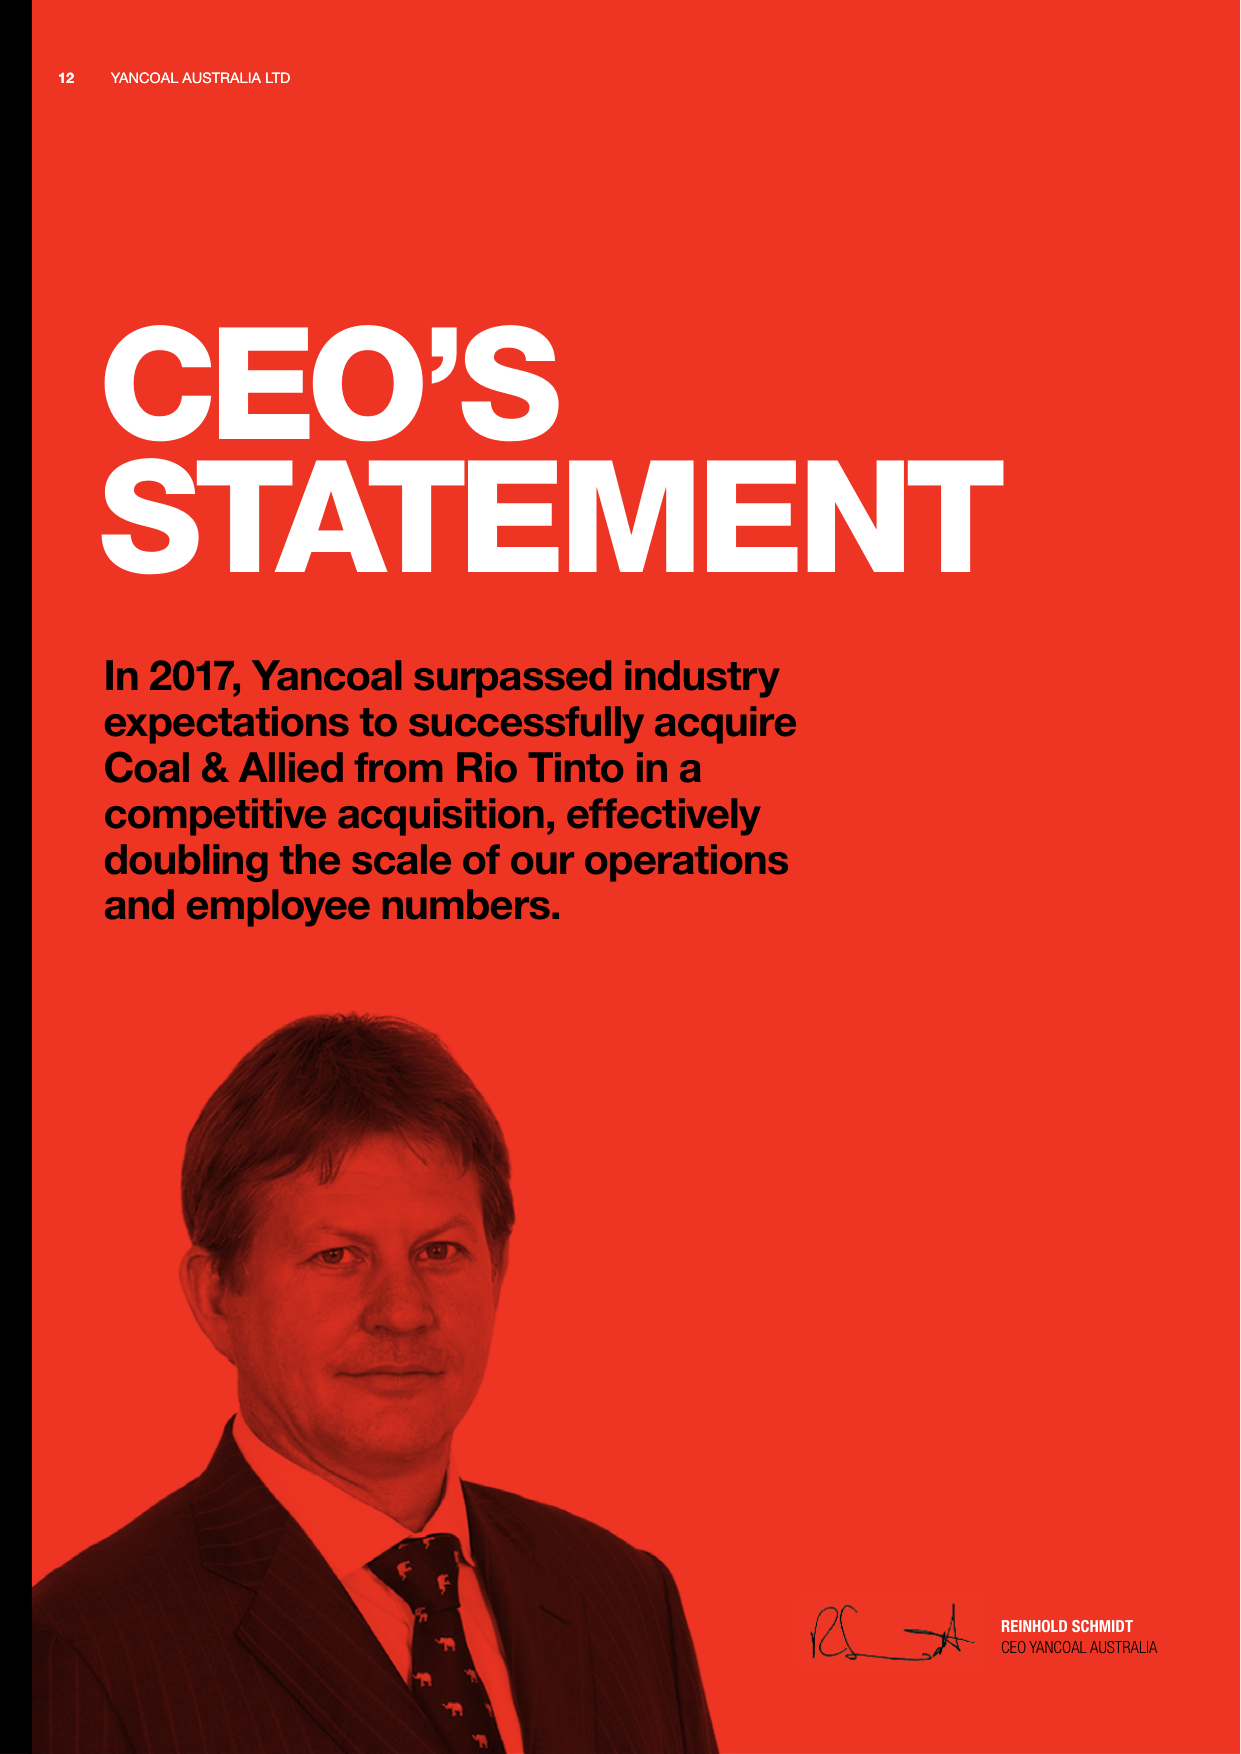 12 YANCOAL AUSTRALIA LTD
CEO’S
STATEMENT
In 2017, Yancoal surpassed industry
expectations to successfully acquire
Coal & Allied from Rio Tinto in a
competitive acquisition, effectively
doubling the scale of our operations
and employee numbers.
REINHOLD SCHMIDT
CEO YANCOAL AUSTRALIA